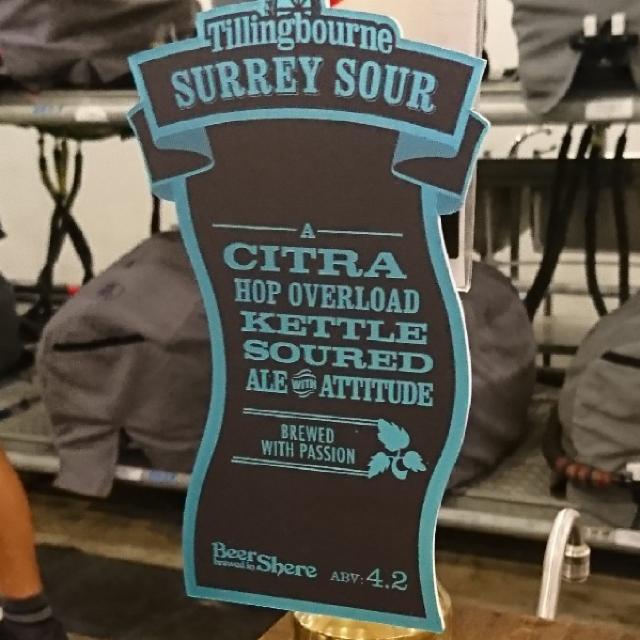 Tillingbourne
SURREY SOUR
A
CITRA
HOP OVERLOAD
KETTLE
SOURED
ALE WITH ATTITUDE
BREWED
WITH PASSION
Beer Shere
brewed in
ABV: 4.2